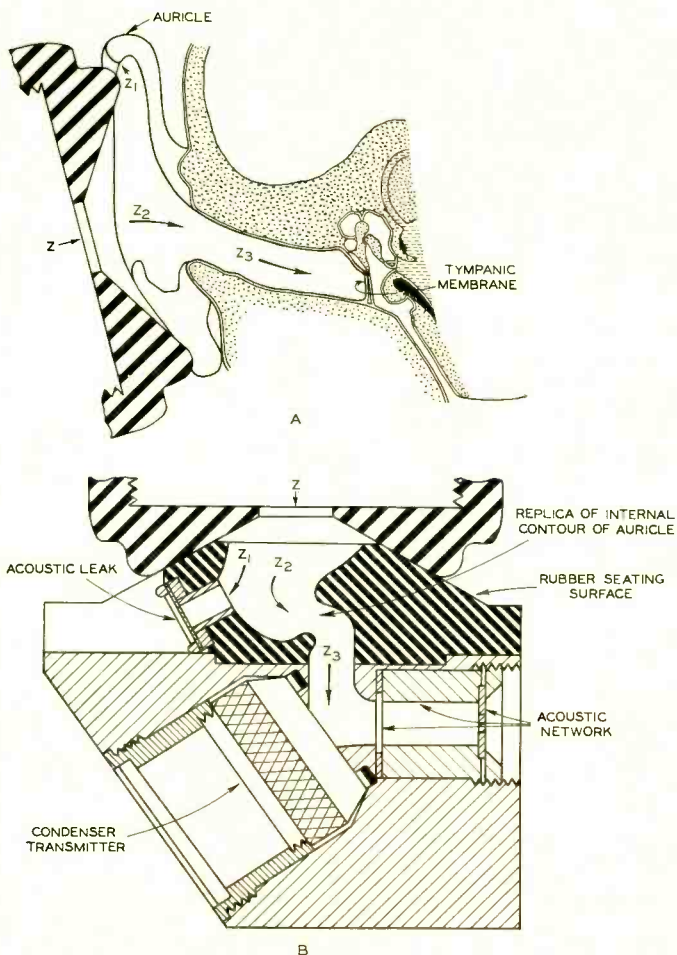 AURICLE
Z1
Z2
Z
Z3
TYMPANIC
MEMBRANE
A
Z
REPLICA OF INTERNAL
CONTOUR OF AURICLE
ACOUSTIC LEAK
Z1
Z2
RUBBER SEATING
SURFACE
Z3
ACOUSTIC
NETWORK
CONDENSER
TRANSMITTER
B